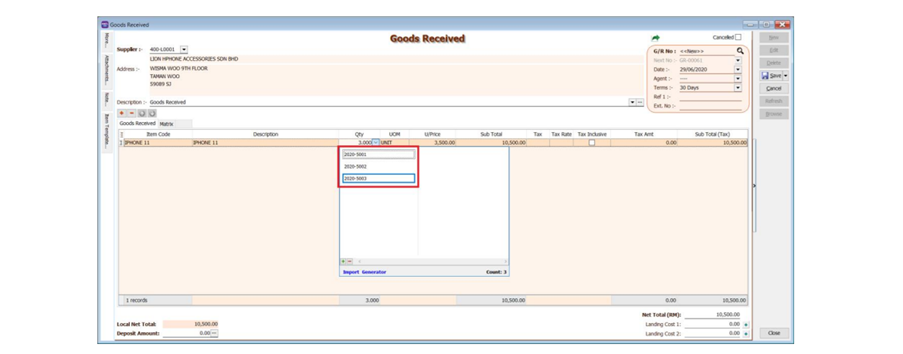 Goods Received
Goods Received
Cancelled
More...
Attachments...
Note...
Item Template...
Supplier :- 400-L0001
LION HPHONE ACCESSORIES SDN BHD
Address :- WISMA WOO 9TH FLOOR
TAMAN WOO
59089 SJ
Description :- Goods Received
G/R No : <<New>>
Next No : GR-00063
Date :- 29/06/2020
Agent :- ----
Terms :- 30 Days
Ref 1 :-
Ext. No :-
New
Edit
Delete
Save
Cancel
Refresh
Browse
Goods Received Matrix
Item Code Description Qty UOM U/Price Sub Total Tax Tax Rate Tax Inclusive Tax Amt Sub Total (Tax)
IPHONE 11 IPHONE 11 3.000 UNIT 3,500.00 10,500.00 0.00 10,500.00
2020-5001
2020-5002
2020-5003
Import Generator Count: 3
1 records 3.000 10,500.00 0.00 10,500.00
Net Total (RM): 10,500.00
Local Net Total: 10,500.00 Landing Cost 1: 0.00
Deposit Amount: 0.00 Landing Cost 2: 0.00
Close